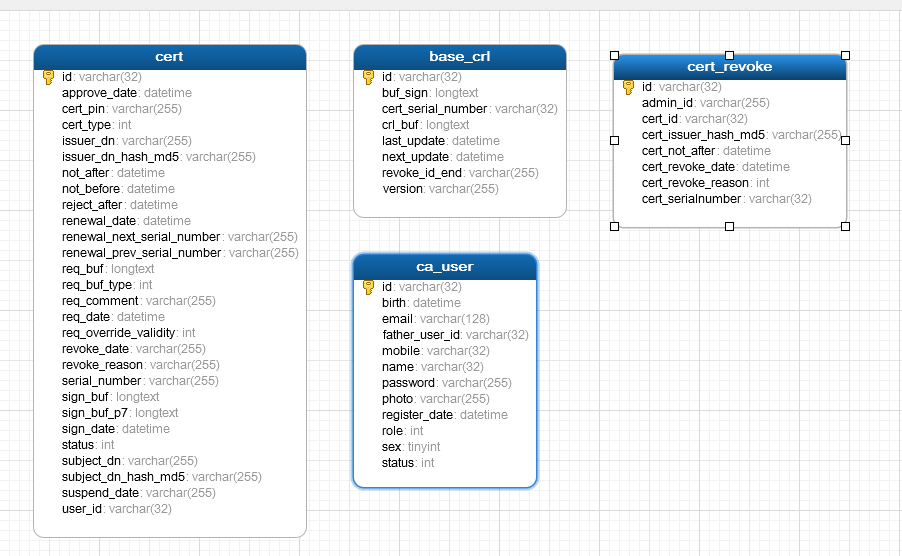 cert
id: varchar(32)
approve_date: datetime
cert_pin: varchar(255)
cert_type: int
issuer_dn: varchar(255)
issuer_dn_hash_md5: varchar(255)
not_after: datetime
not_before: datetime
reject_after: datetime
renewal_date: datetime
renewal_next_serial_number: varchar(255)
renewal_prev_serial_number: varchar(255)
req_buf: longtext
req_buf_type: int
req_comment: varchar(255)
req_date: datetime
req_override_validity: int
revoke_date: varchar(255)
revoke_reason: varchar(255)
serial_number: varchar(255)
sign_buf: longtext
sign_buf_p7: longtext
sign_date: datetime
status: int
subject_dn: varchar(255)
subject_dn_hash_md5: varchar(255)
suspend_date: varchar(255)
user_id: varchar(32)
base_crl
id: varchar(32)
buf_sign: longtext
cert_serial_number: varchar(32)
crl_buf: longtext
last_update: datetime
next_update: datetime
revoke_id_end: varchar(255)
version: varchar(255)
ca_user
id: varchar(32)
birth: datetime
email: varchar(128)
father_user_id: varchar(32)
mobile: varchar(32)
name: varchar(32)
password: varchar(255)
photo: varchar(255)
register_date: datetime
role: int
sex: tinyint
status: int
cert_revoke
id: varchar(32)
admin_id: varchar(255)
cert_id: varchar(32)
cert_issuer_hash_md5: varchar(255)
cert_not_after: datetime
cert_revoke_date: datetime
cert_revoke_reason: int
cert_serialnumber: varchar(32)